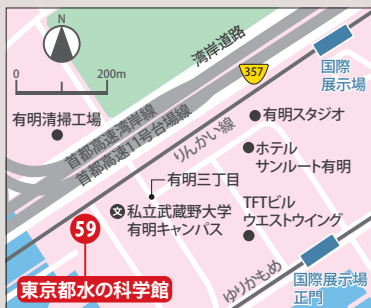 N
0 200m
湾岸道路
357
国際
展示場
有明清掃工場
首都高速湾岸線
首都高速11号台場線
りんかい線
有明スタジオ
ホテル
サンルート有明
有明三丁目
文
私立武蔵野大学
有明キャンパス
TFTビル
ウエストウイング
59
東京都水の科学館
ゆりかもめ
国際展示場
正門